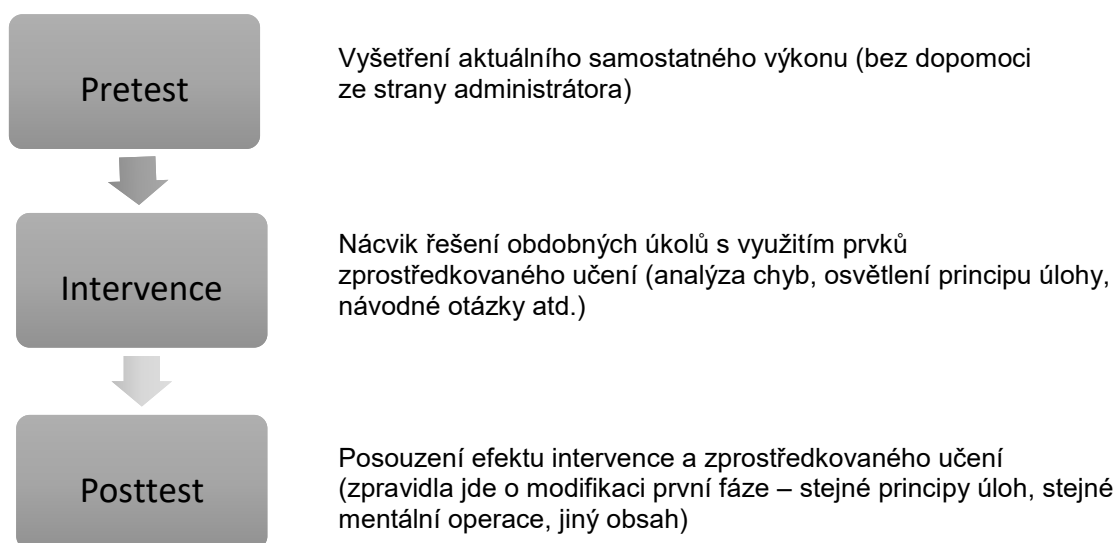 Pretest
Vyšetření aktuálního samostatného výkonu (bez dopomoci
ze strany administrátora)
Intervence
Nácvik řešení obdobných úkolů s využitím prvků
zprostředkovaného učení (analýza chyb, osvětlení principu úlohy,
návodné otázky atd.)
Posttest
Posouzení efektu intervence a zprostředkovaného učení
(zpravidla jde o modifikaci první fáze – stejné principy úloh, stejné
mentální operace, jiný obsah)